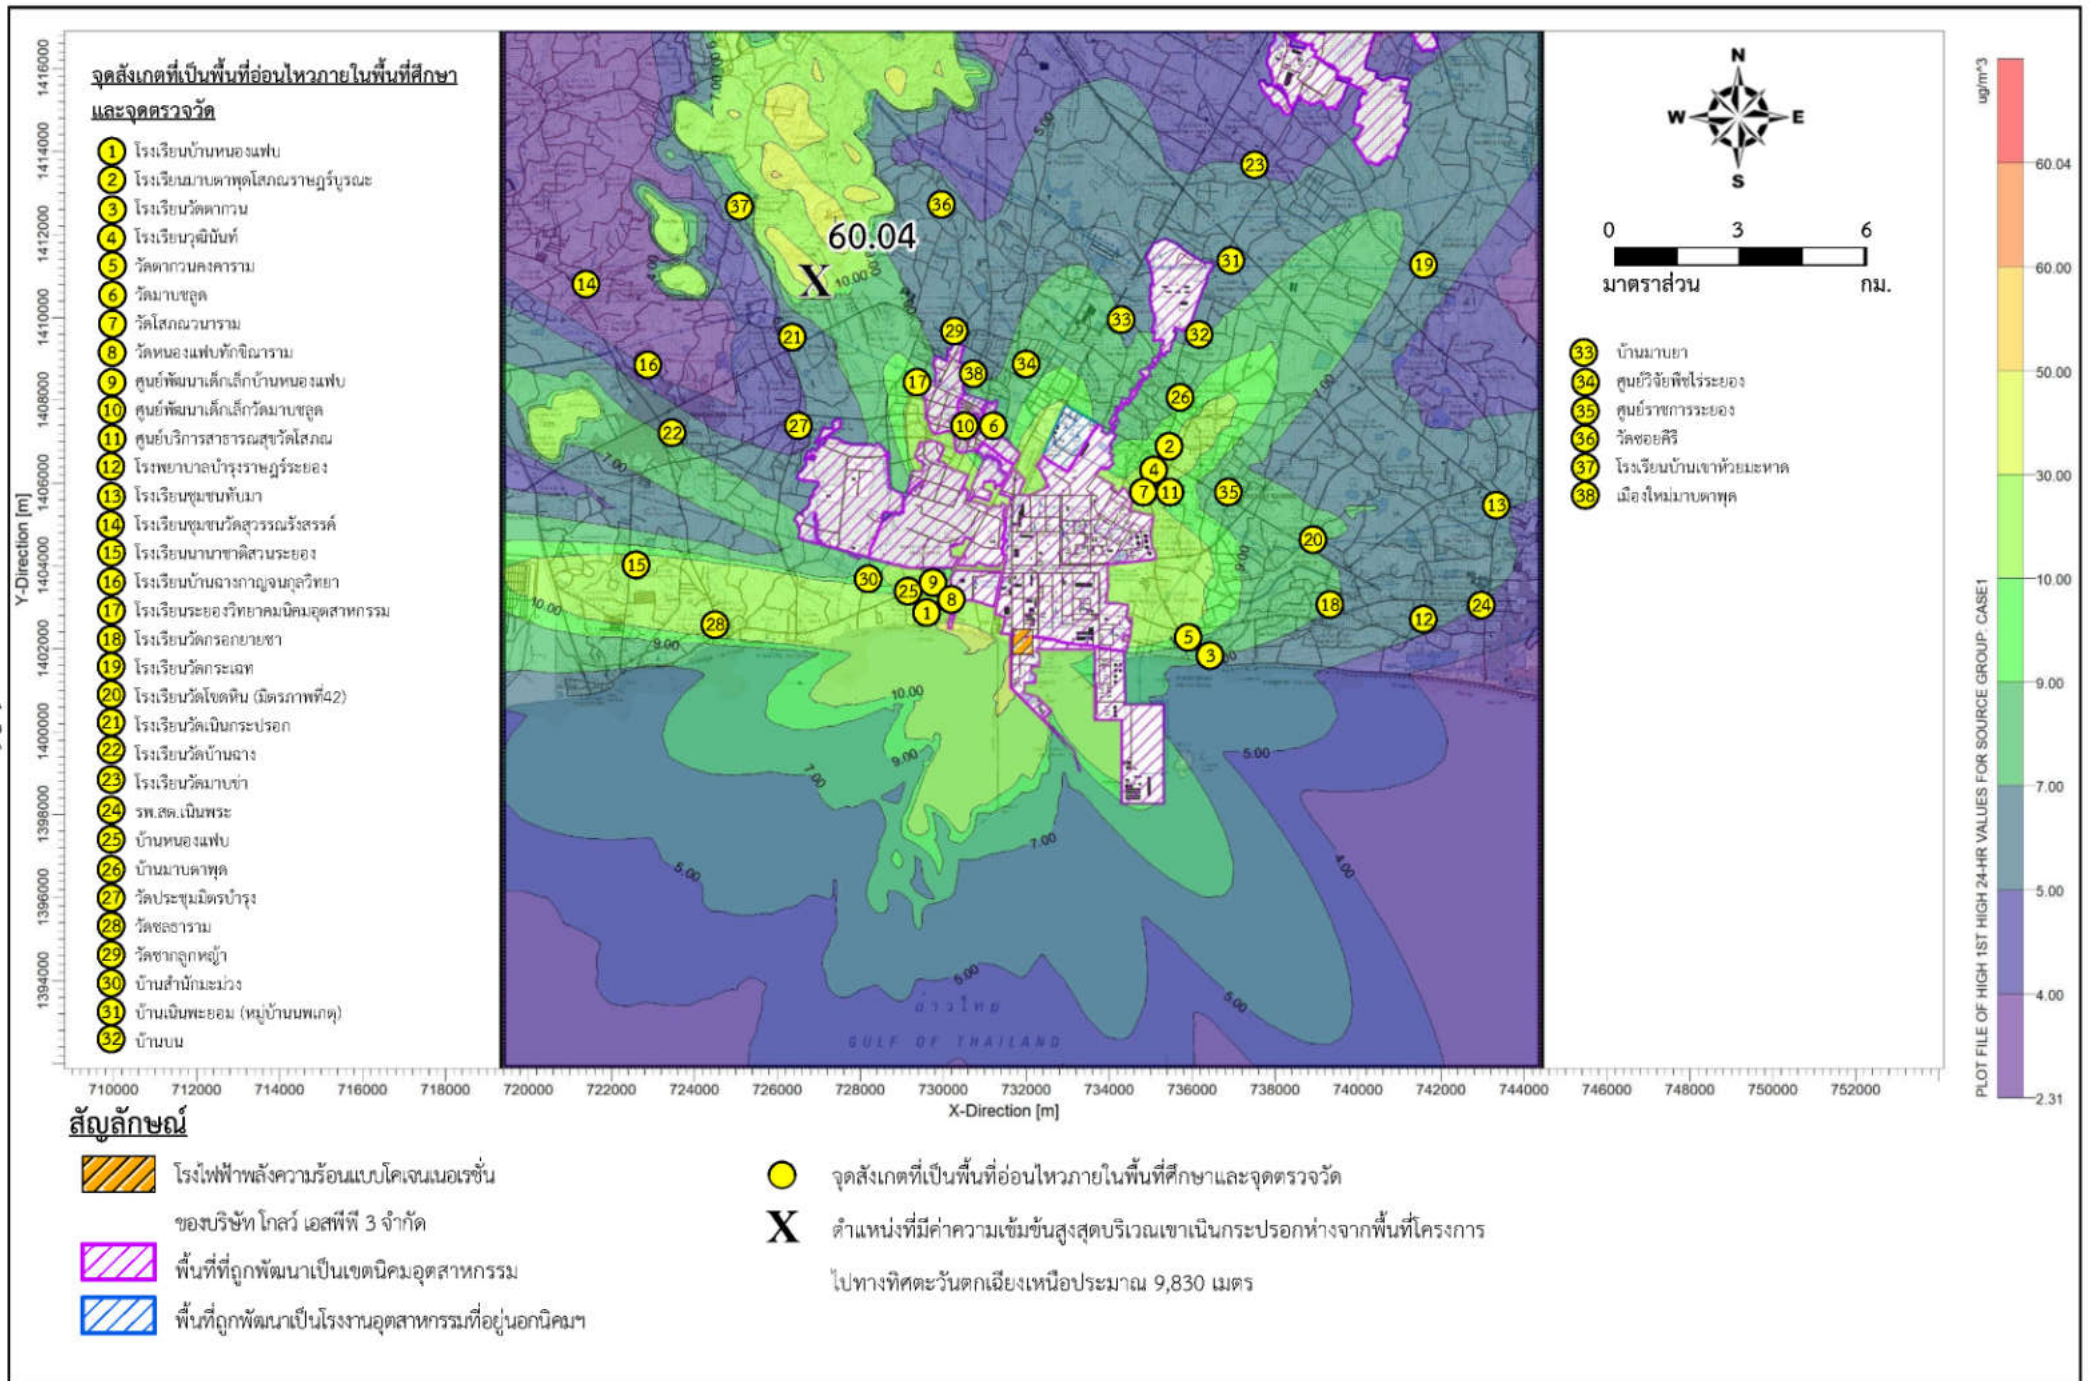 จุดสังเกตที่เป็นพื้นที่อ่อนไหวภายในพื้นที่ศึกษา
และจุดตรวจวัด
1 โรงเรียนบ้านหนองแฟบ
2 โรงเรียนมาบตาพุดโสภณราษฎร์บูรณะ
3 โรงเรียนวัดตากวน
4 โรงเรียนวุฒินันท์
5 วัดตากวนคงคาราม
6 วัดมาบชลูด
7 วัดโสภณวนาราม
8 วัดหนองแฟบทักขิณาราม
9 ศูนย์พัฒนาเด็กเล็กบ้านหนองแฟบ
10 ศูนย์พัฒนาเด็กเล็กวัดมาบชลูด
11 ศูนย์บริการสาธารณสุขวัดโสภณ
12 โรงพยาบาลบำรุงราษฎร์ระยอง
13 โรงเรียนชุมชนทับมา
14 โรงเรียนชุมชนวัดสุวรรณรังสรรค์
15 โรงเรียนนานาชาติสวนระยอง
16 โรงเรียนบ้านฉางกาญจนกุลวิทยา
17 โรงเรียนระยองวิทยาคมนิคมอุตสาหกรรม
18 โรงเรียนวัดกรอกยายชา
19 โรงเรียนวัดกระเฉท
20 โรงเรียนวัดโขดหิน (มิตรภาพที่42)
21 โรงเรียนวัดเนินกระปรอก
22 โรงเรียนวัดบ้านฉาง
23 โรงเรียนวัดมาบข่า
24 รพ.สต.เนินพระ
25 บ้านหนองแฟบ
26 บ้านมาบตาพุด
27 วัดประชุมมิตรบำรุง
28 วัดชลธาราม
29 วัดชากลูกหญ้า
30 บ้านสำนักมะม่วง
31 บ้านเนินพะยอม (หมู่บ้านนพเกตุ)
32 บ้านบน
33 บ้านมาบยา
34 ศูนย์วิจัยพืชไร่ระยอง
35 ศูนย์ราชการระยอง
36 วัดซอยคีรี
37 โรงเรียนบ้านเขาห้วยมะหาด
38 เมืองใหม่มาบตาพุด
N
W E
S
0 3 6
มาตราส่วน กม.
60.04
X
10.00
7.00
10.00
9.00
10.00
9.00
7.00
5.00
7.00
5.00
4.00
5.00
5.00
9.00
7.00
5.00
อ่าวไทย
GULF OF THAILAND
Y-Direction [m]
1416000
1414000
1412000
1410000
1408000
1406000
1404000
1402000
1400000
1398000
1396000
1394000
710000 712000 714000 716000 718000 720000 722000 724000 726000 728000 730000 732000 734000 736000 738000 740000 742000 744000 746000 748000 750000 752000
X-Direction [m]
ug/m^3
60.04
60.00
50.00
30.00
10.00
9.00
7.00
5.00
4.00
2.31
PLOT FILE OF HIGH 1ST HIGH 24-HR VALUES FOR SOURCE GROUP: CASE1
สัญลักษณ์
โรงไฟฟ้าพลังความร้อนแบบโคเจนเนอเรชั่น
ของบริษัท โกลว์ เอสพีพี 3 จำกัด
พื้นที่ที่ถูกพัฒนาเป็นเขตนิคมอุตสาหกรรม
พื้นที่ถูกพัฒนาเป็นโรงงานอุตสาหกรรมที่อยู่นอกนิคมฯ
จุดสังเกตที่เป็นพื้นที่อ่อนไหวภายในพื้นที่ศึกษาและจุดตรวจวัด
X ตำแหน่งที่มีค่าความเข้มข้นสูงสุดบริเวณเขาเนินกระปรอกห่างจากพื้นที่โครงการ
ไปทางทิศตะวันตกเฉียงเหนือประมาณ 9,830 เมตร